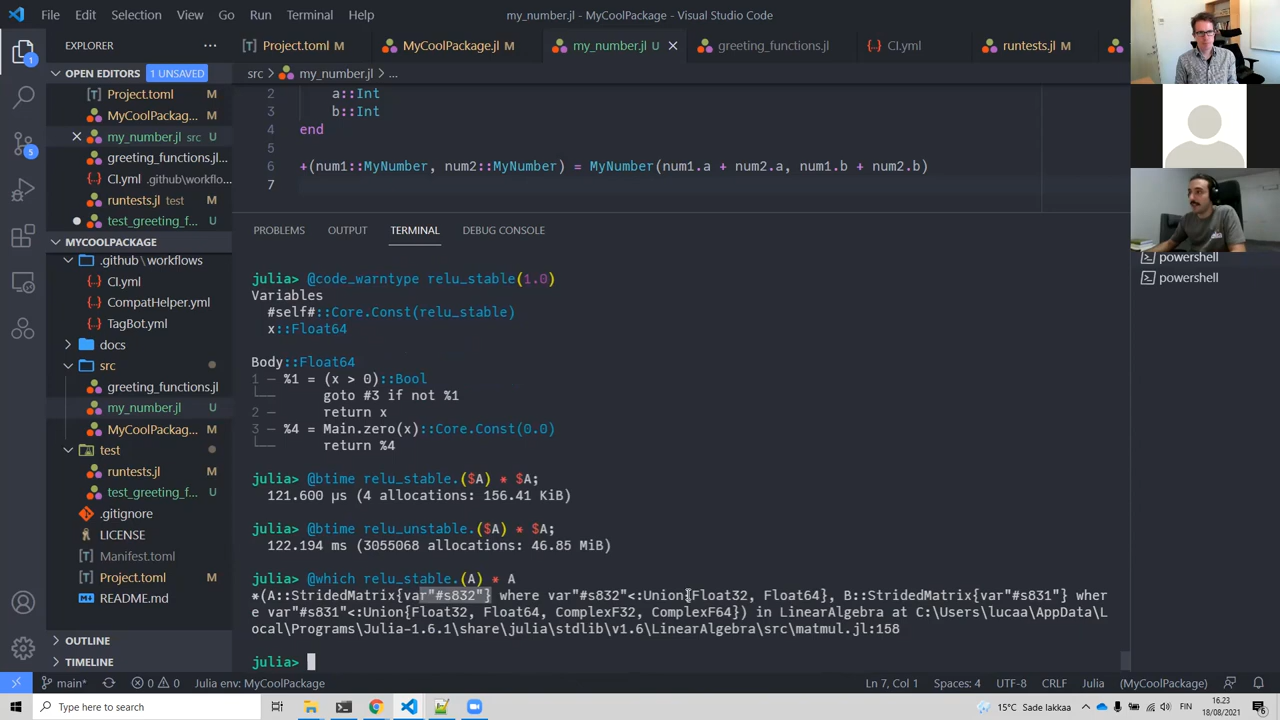 File Edit Selection View Go Run Terminal Help my_number.jl - MyCoolPackage - Visual Studio Code
EXPLORER Project.toml M MyCoolPackage.jl M my_number.jl U greeting_functions.jl CI.yml runtests.jl M
OPEN EDITORS 1 UNSAVED src > my_number.jl > ...
Project.toml M
MyCoolPackag... M
my_number.jl src U
greeting_functions.jl...
CI.yml .github\workflo...
runtests.jl test M
test_greeting_f... U
MYCOOLPACKAGE
.github\workflows
CI.yml
CompatHelper.yml
TagBot.yml
docs
src
greeting_functions.jl
my_number.jl U
MyCoolPackag... M
test
runtests.jl M
test_greeting_f... U
.gitignore
LICENSE
Manifest.toml
Project.toml M
README.md
OUTLINE
TIMELINE
2 a::Int
3 b::Int
4 end
5
6 +(num1::MyNumber, num2::MyNumber) = MyNumber(num1.a + num2.a, num1.b + num2.b)
7
PROBLEMS OUTPUT TERMINAL DEBUG CONSOLE
powershell
powershell
julia> @code_warntype relu_stable(1.0)
Variables
#self#::Core.Const(relu_stable)
x::Float64
Body::Float64
1 ─ %1 = (x > 0)::Bool
└── goto #3 if not %1
2 ─ return x
3 ─ %4 = Main.zero(x)::Core.Const(0.0)
└── return %4
julia> @btime relu_stable.($A) * $A;
121.600 μs (4 allocations: 156.41 KiB)
julia> @btime relu_unstable.($A) * $A;
122.194 ms (3055068 allocations: 46.85 MiB)
julia> @which relu_stable.(A) * A
*(A::StridedMatrix{var"#s832"} where var"#s832"<:Union{Float32, Float64}, B::StridedMatrix{var"#s831"} wher
e var"#s831"<:Union{Float32, Float64, ComplexF32, ComplexF64}) in LinearAlgebra at C:\Users\lucaa\AppData\L
ocal\Programs\Julia-1.6.1\share\julia\stdlib\v1.6\LinearAlgebra\src\matmul.jl:158
julia>
main* 0 0 Julia env: MyCoolPackage Ln 7, Col 1 Spaces: 4 UTF-8 CRLF Julia (MyCoolPackage)
Type here to search 15°C Sade lakkaa FIN 16.23
18/08/2021